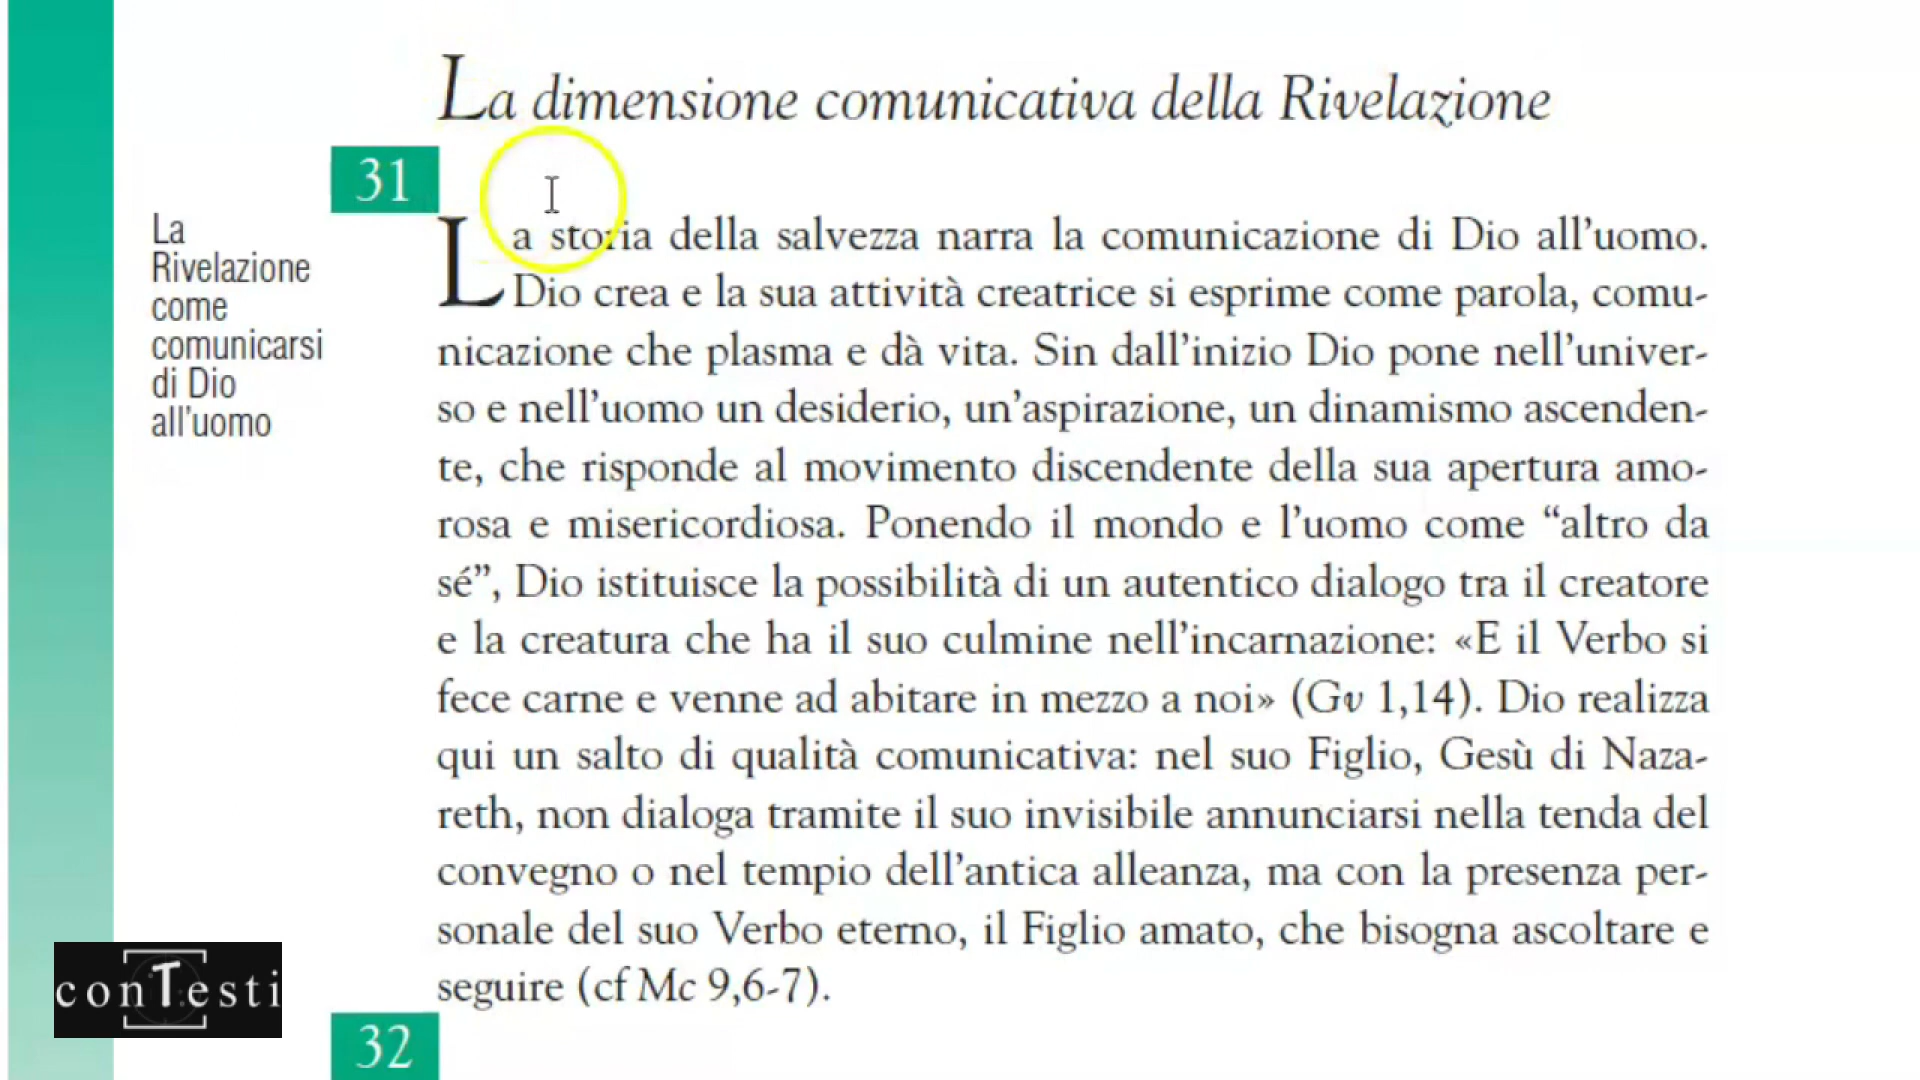 La dimensione comunicativa della Rivelazione
31
La
Rivelazione
come
comunicarsi
di Dio
all'uomo
La storia della salvezza narra la comunicazione di Dio all'uomo.
Dio crea e la sua attività creatrice si esprime come parola, comu-
nicazione che plasma e dà vita. Sin dall'inizio Dio pone nell'univer-
so e nell'uomo un desiderio, un'aspirazione, un dinamismo ascenden-
te, che risponde al movimento discendente della sua apertura amo-
rosa e misericordiosa. Ponendo il mondo e l'uomo come “altro da
sé”, Dio istituisce la possibilità di un autentico dialogo tra il creatore
e la creatura che ha il suo culmine nell'incarnazione: «E il Verbo si
fece carne e venne ad abitare in mezzo a noi» (Gv 1,14). Dio realizza
qui un salto di qualità comunicativa: nel suo Figlio, Gesù di Naza-
reth, non dialoga tramite il suo invisibile annunciarsi nella tenda del
convegno o nel tempio dell'antica alleanza, ma con la presenza per-
sonale del suo Verbo eterno, il Figlio amato, che bisogna ascoltare e
seguire (cf Mc 9,6-7).
conTesti
32